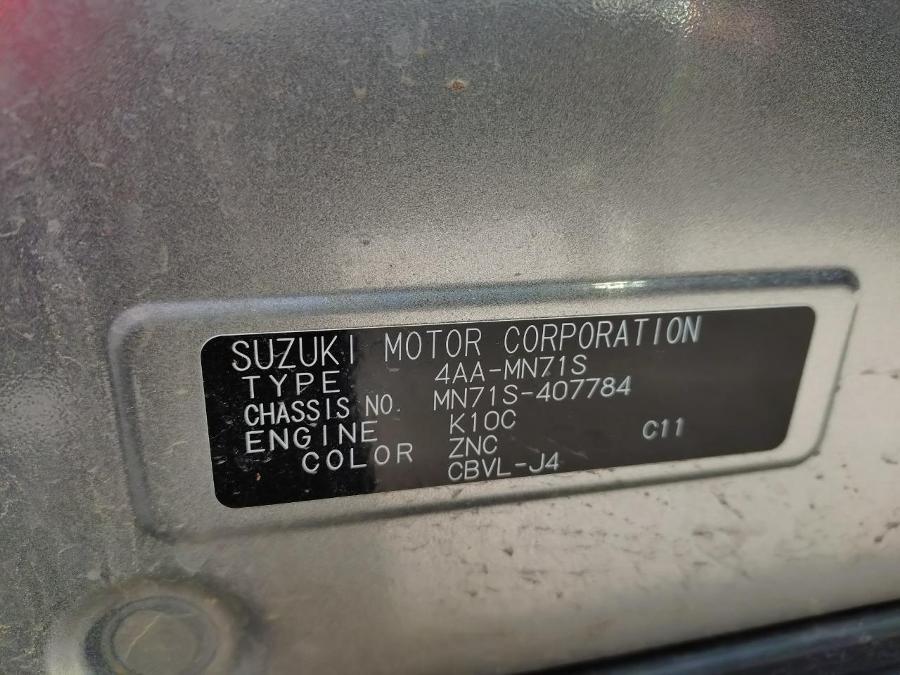 SUZUKI MOTOR CORPORATION
TYPE 4AA-MN71S
CHASSIS NO. MN71S-407784
ENGINE K10C
COLOR ZNC C11
CBVL-J4